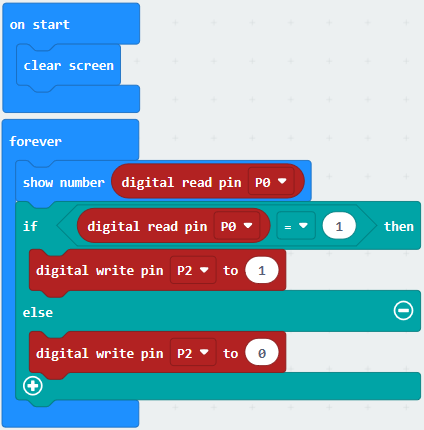 on start
clear screen
forever
show number digital read pin P0
if digital read pin P0 = 1 then
digital write pin P2 to 1
else
digital write pin P2 to 0